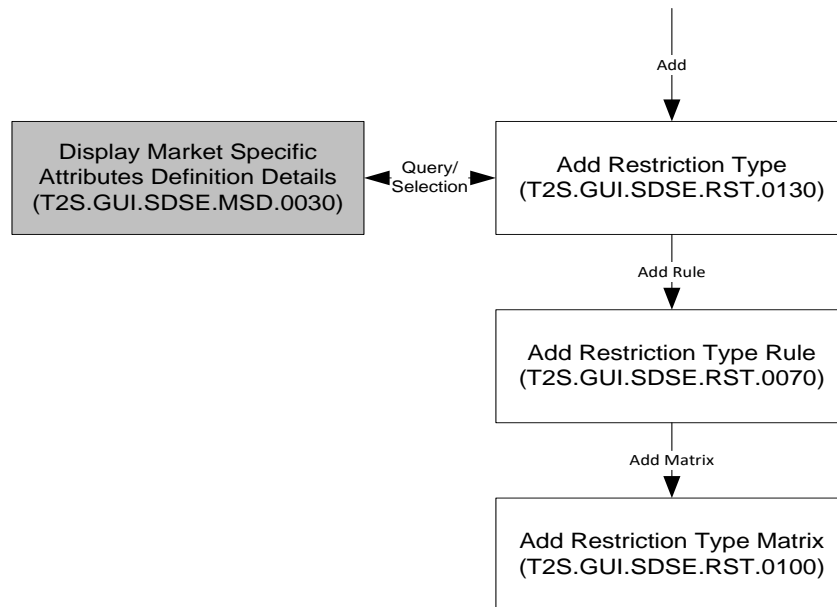 Add
Display Market Specific
Attributes Definition Details
(T2S.GUI.SDSE.MSD.0030)
Query/
Selection
Add Restriction Type
(T2S.GUI.SDSE.RST.0130)
Add Rule
Add Restriction Type Rule
(T2S.GUI.SDSE.RST.0070)
Add Matrix
Add Restriction Type Matrix
(T2S.GUI.SDSE.RST.0100)